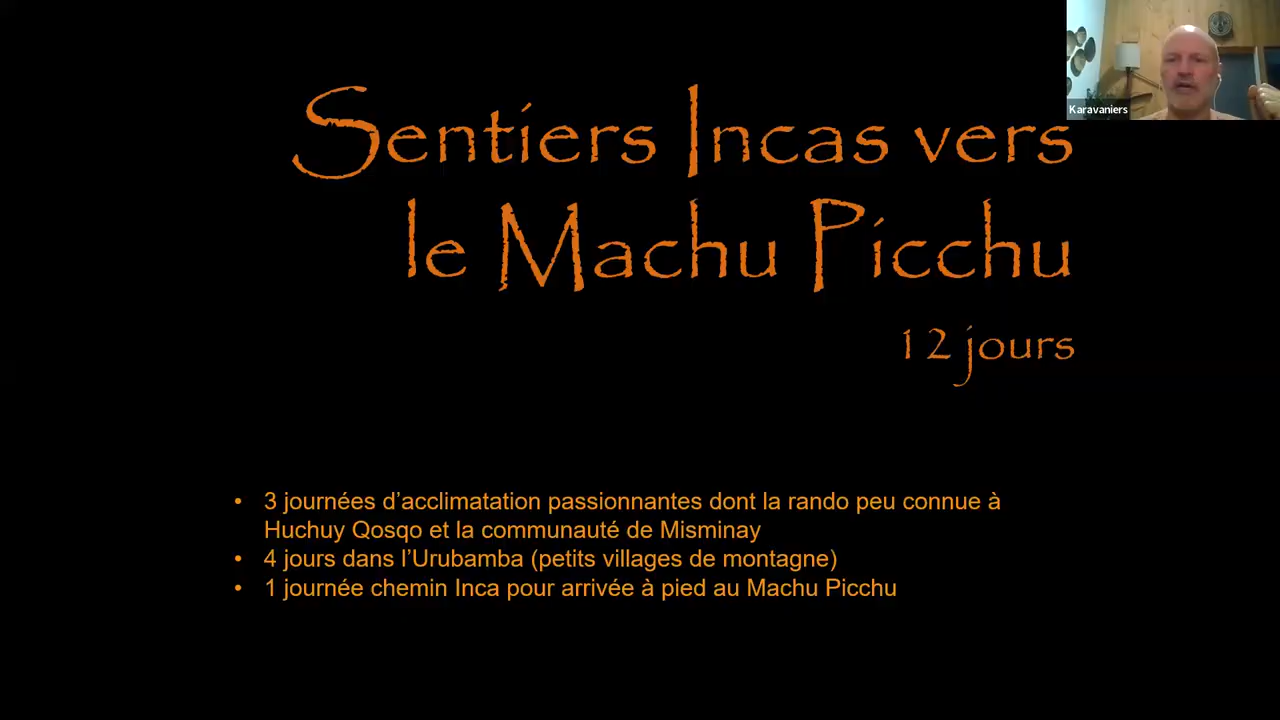 Karavaniers
Sentiers Incas vers
le Machu Picchu
12 jours
• 3 journées d’acclimatation passionnantes dont la rando peu connue à
Huchuy Qosqo et la communauté de Misminay
• 4 jours dans l’Urubamba (petits villages de montagne)
• 1 journée chemin Inca pour arrivée à pied au Machu Picchu